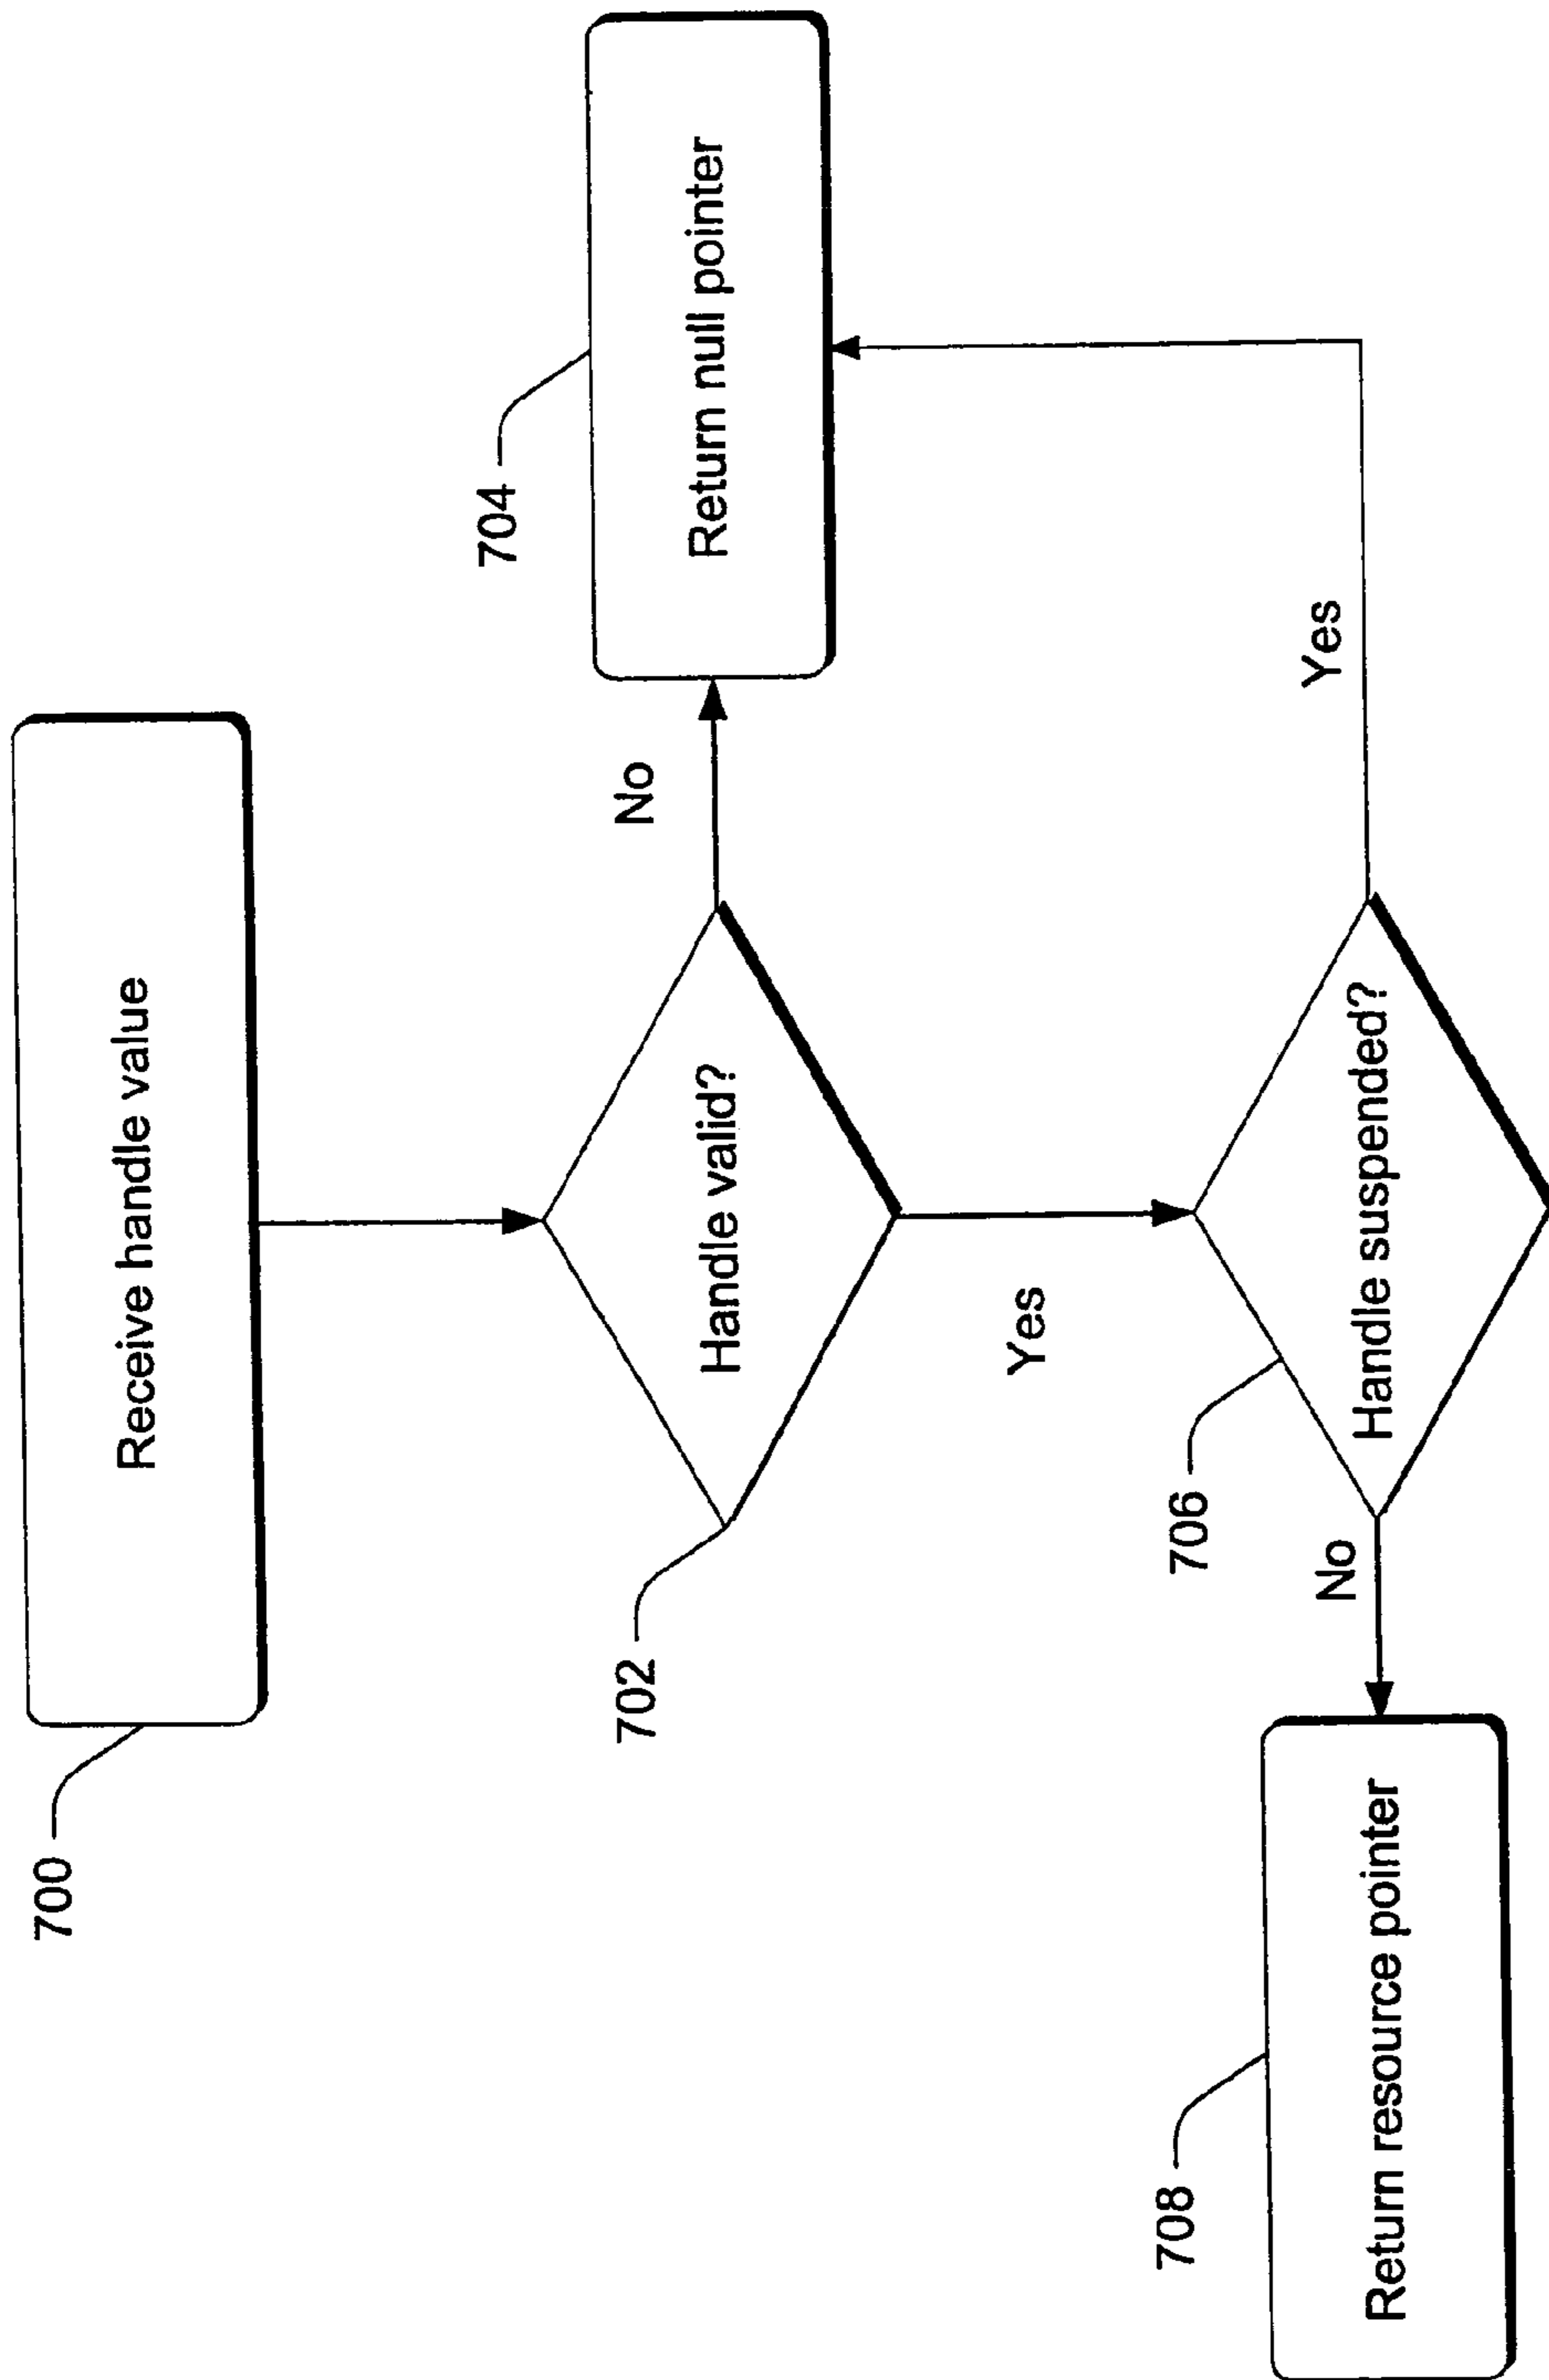 700
Receive handle value
702
Handle valid?
No
704
Return null pointer
Yes
706
Handle suspended?
Yes
No
708
Return resource pointer